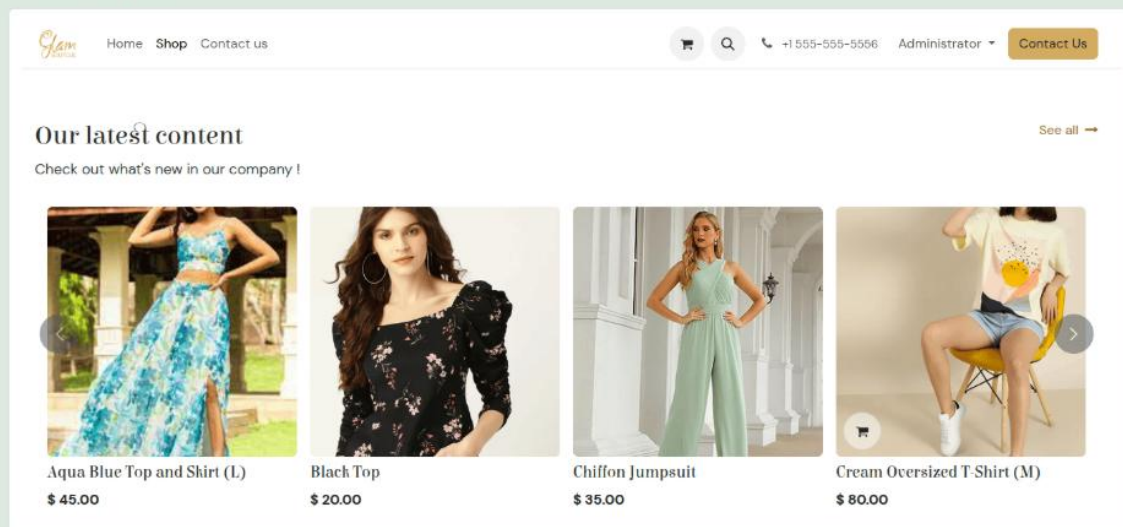 Glam
Home Shop Contact us
+1 555-555-5556
Administrator
Contact Us
Our latest content
See all
Check out what's new in our company !
Aqua Blue Top and Skirt (L)
$ 45.00
Black Top
$ 20.00
Chiffon Jumpsuit
$ 35.00
Cream Oversized T-Shirt (M)
$ 80.00